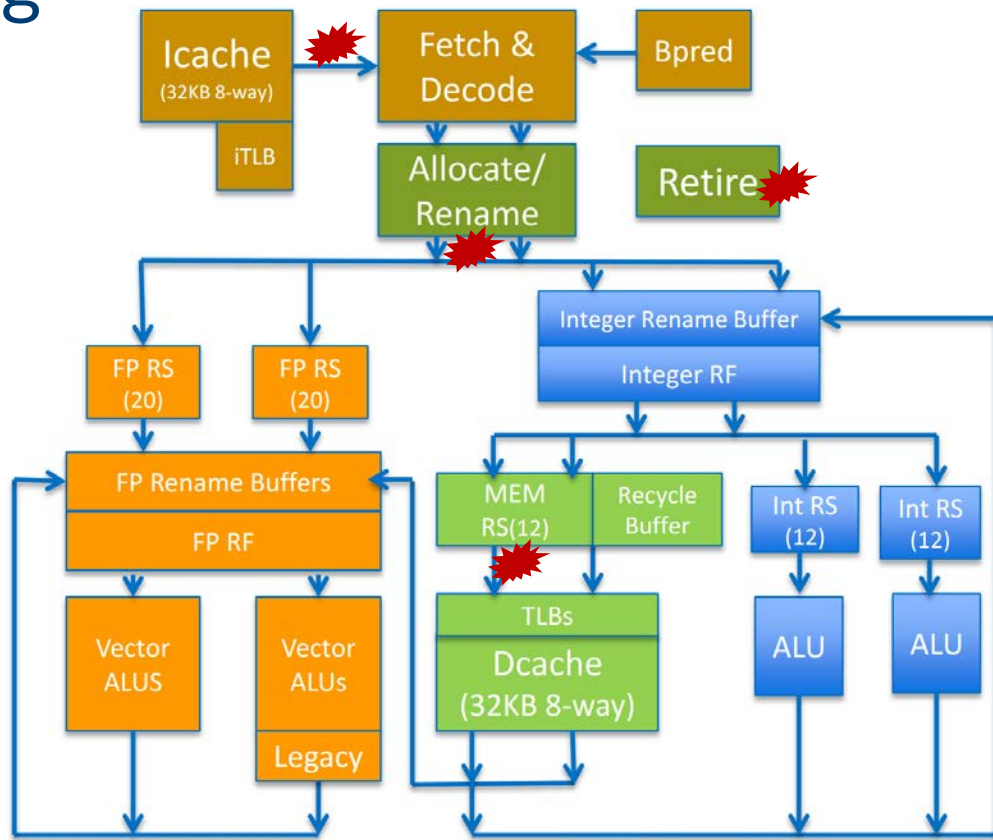 g
Icache
(32KB 8-way)
iTLB
Fetch &
Decode
Bpred
Allocate/
Rename
Retire
Integer Rename Buffer
Integer RF
FP RS
(20)
FP RS
(20)
FP Rename Buffers
FP RF
MEM
RS(12)
Recycle
Buffer
Int RS
(12)
Int RS
(12)
Vector
ALUS
Vector
ALUs
Legacy
TLBs
Dcache
(32KB 8-way)
ALU
ALU